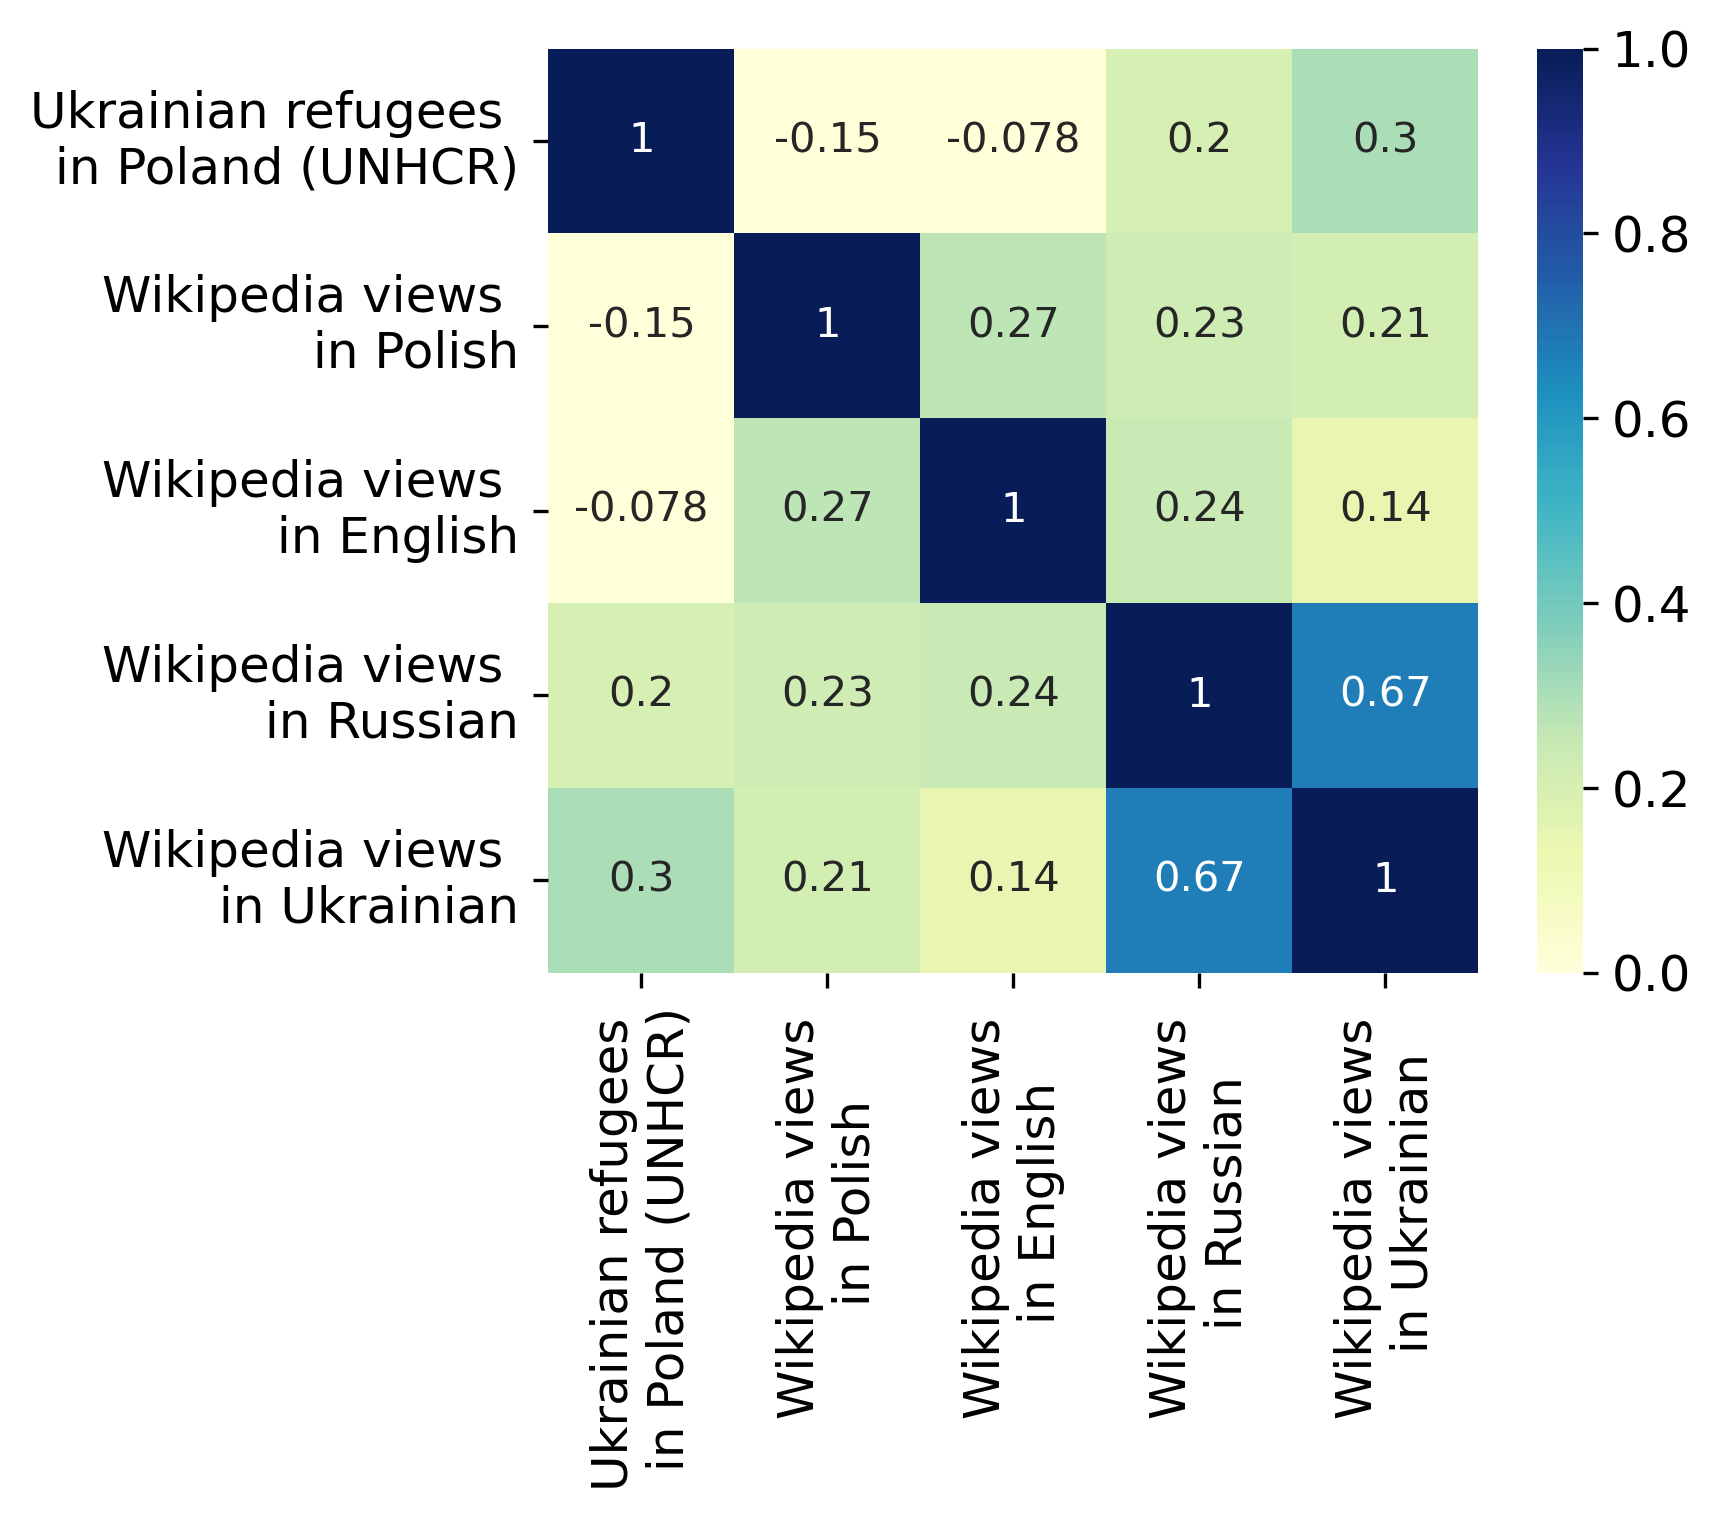 Ukrainian refugees
in Poland (UNHCR)
1
-0.15
-0.078
0.2
0.3
Wikipedia views
in Polish
-0.15
1
0.27
0.23
0.21
Wikipedia views
in English
-0.078
0.27
1
0.24
0.14
Wikipedia views
in Russian
0.2
0.23
0.24
1
0.67
Wikipedia views
in Ukrainian
0.3
0.21
0.14
0.67
1
Ukrainian refugees
in Poland (UNHCR)
Wikipedia views
in Polish
Wikipedia views
in English
Wikipedia views
in Russian
Wikipedia views
in Ukrainian
1.0
0.8
0.6
0.4
0.2
0.0